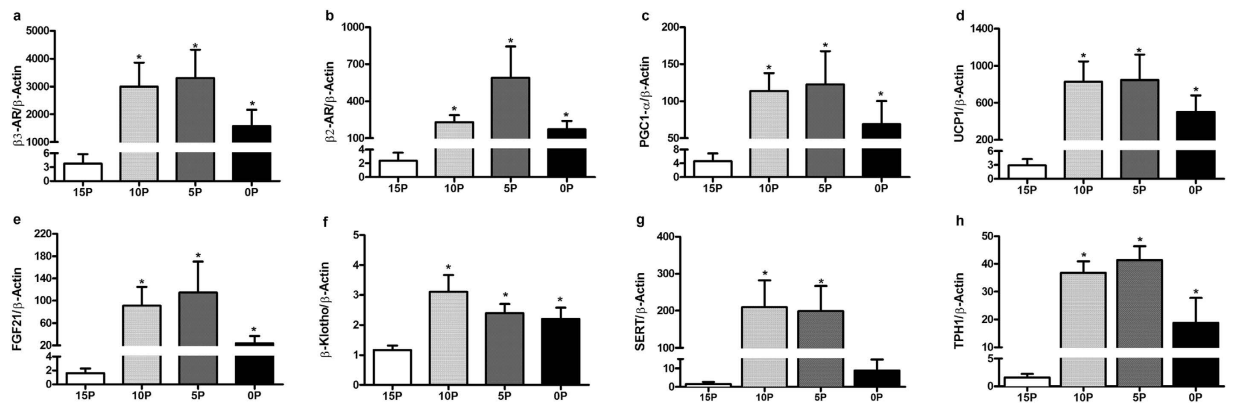 a
β3-AR/β-Actin
5000
4000
3000
2000
1000
6
3
0
15P 10P 5P 0P
* * *
b
β2-AR/β-Actin
1000
700
400
100
4
2
0
15P 10P 5P 0P
* * *
c
PGC1-α/β-Actin
200
150
100
50
8
4
0
15P 10P 5P 0P
* * *
d
UCP1/β-Actin
1400
1000
600
200
6
3
0
15P 10P 5P 0P
* * *
e
FGF21/β-Actin
220
180
140
100
60
20
4
2
0
15P 10P 5P 0P
* * *
f
β-Klotho/β-Actin
5
4
3
2
1
0
15P 10P 5P 0P
* * *
g
SERT/β-Actin
400
300
200
100
10
0
15P 10P 5P 0P
* *
h
TPH1/β-Actin
50
40
30
20
10
5
0
15P 10P 5P 0P
* * *